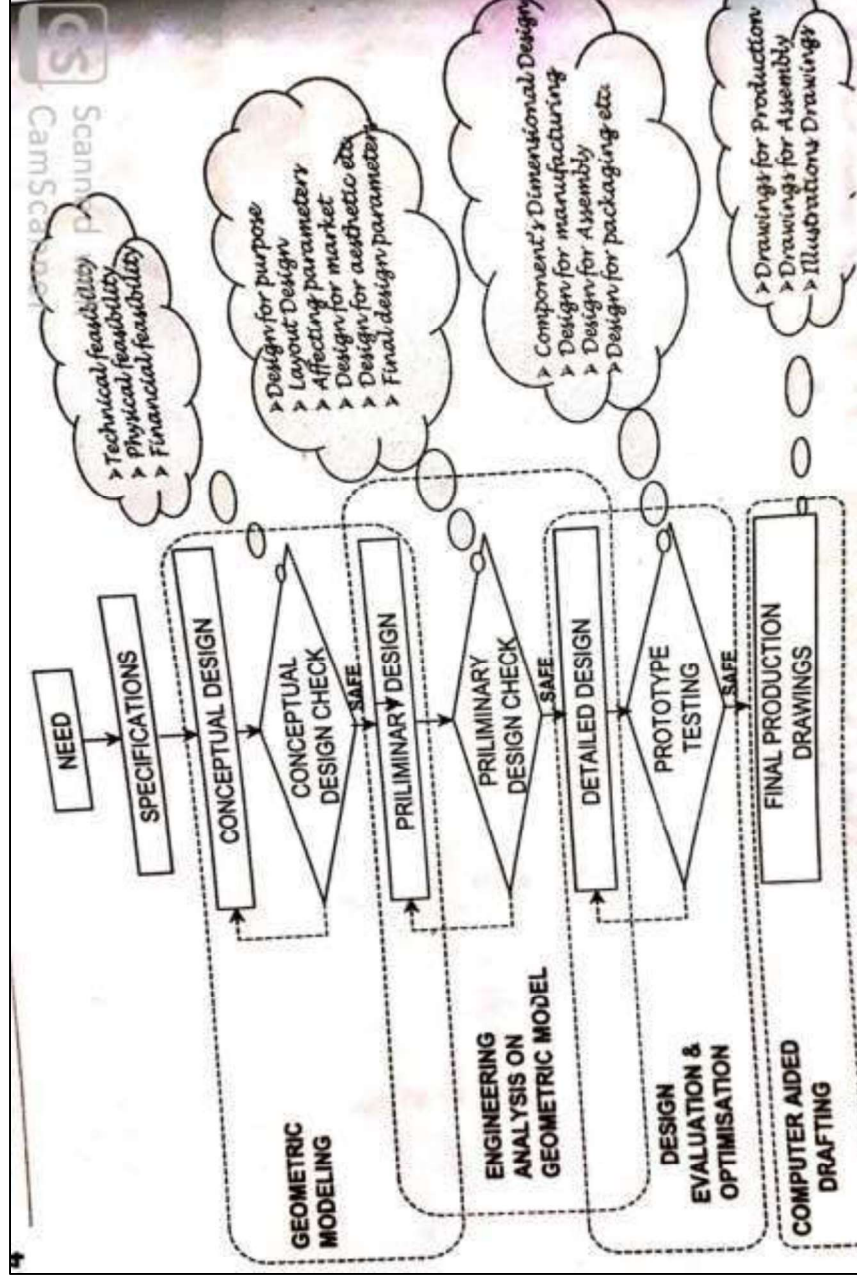 4
NEED
SPECIFICATIONS
CONCEPTUAL DESIGN
CONCEPTUAL
DESIGN CHECK
SAFE
PRILIMINARY DESIGN
PRILIMINARY
DESIGN CHECK
SAFE
DETAILED DESIGN
PROTOTYPE
TESTING
SAFE
FINAL PRODUCTION
DRAWINGS
GEOMETRIC
MODELING
ENGINEERING
ANALYSIS ON
GEOMETRIC MODEL
DESIGN
EVALUATION &
OPTIMISATION
COMPUTER AIDED
DRAFTING
➢Technical feasibility
➢Physical feasibility
➢Financial feasibility
➢Design for purpose
➢Layout Design
➢Affecting parameters
➢Design for market
➢Design for aesthetic etc
➢Final design parameters
➢Component's Dimensional Design
➢Design for manufacturing
➢Design for Assembly
➢Design for packaging etc.
➢Drawings for Production
➢Drawings for Assembly
➢Illustrations Drawings
CS
Scanned
CamScanner